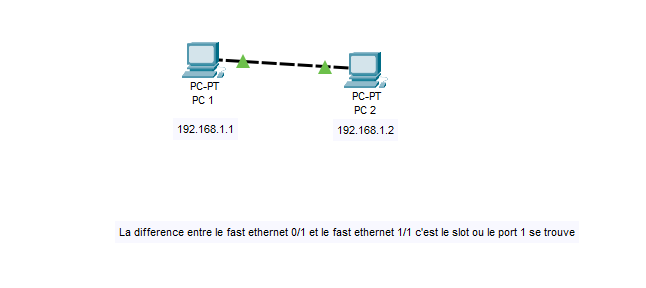 PC-PT
PC 1
192.168.1.1
PC-PT
PC 2
192.168.1.2
La difference entre le fast ethernet 0/1 et le fast ethernet 1/1 c'est le slot ou le port 1 se trouve